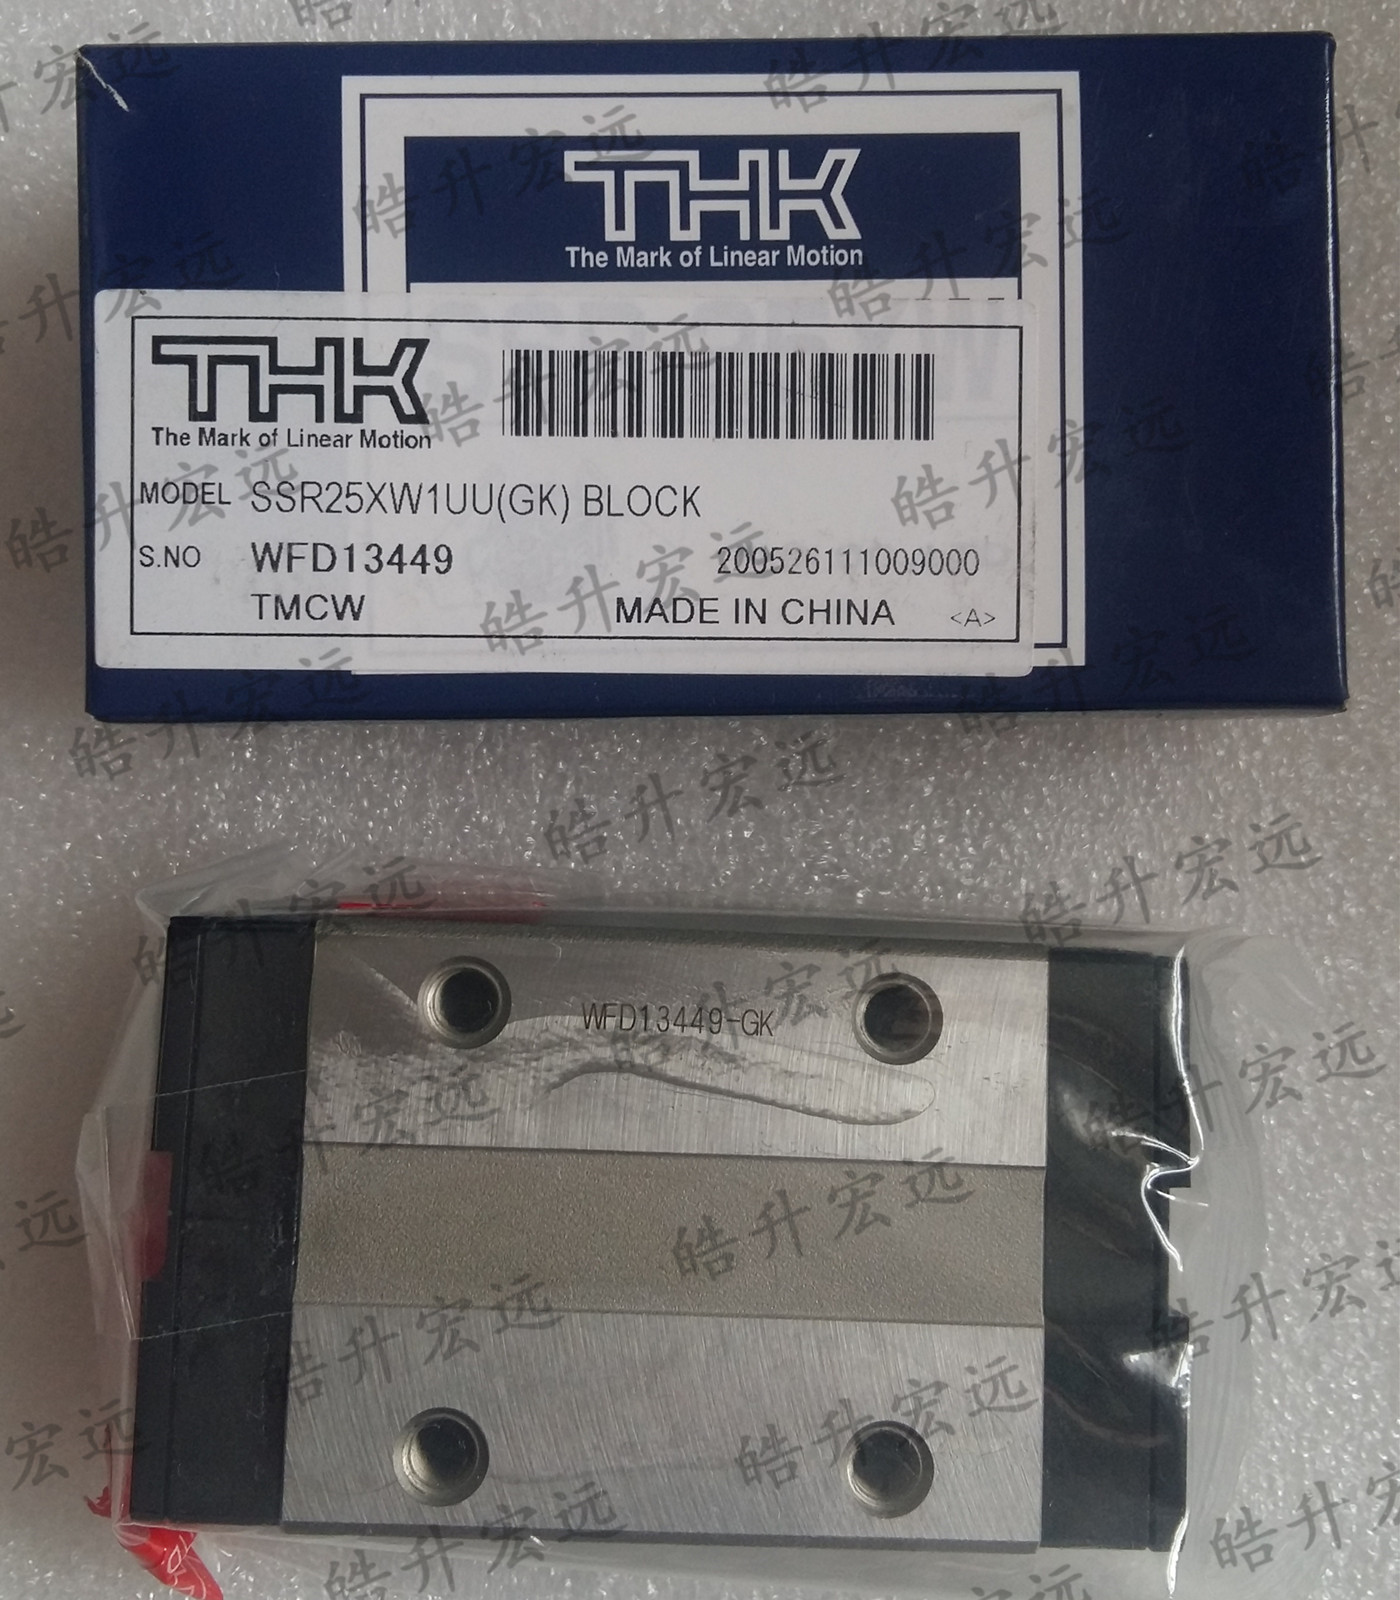 THK
The Mark of Linear Motion
THK
The Mark of Linear Motion
MODEL SSR25XW1UU(GK) BLOCK
S.NO WFD13449 200526111009000
TMCW MADE IN CHINA <A>
WFD13449-GK
皓升宏远